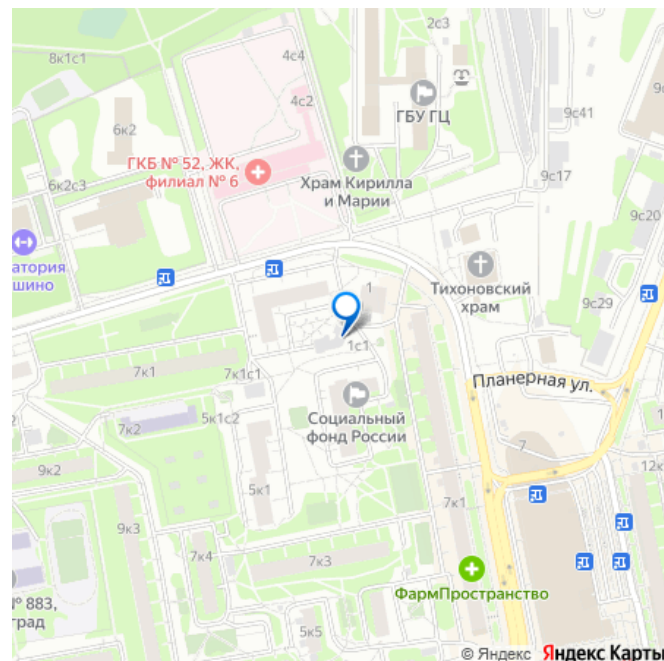 2с3
8к1с1
4с4
ГБУ ГЦ
9с41
4с2
6к2
ГКБ № 52, ЖК,
филиал № 6
Храм Кирилла
и Марии
9с17
6к2с3
9с20
атория
шино
Тихоновский
храм
1
9с29
1с1
7к1
7к1с1
Планерная ул.
5к1с2
Социальный
фонд России
7к2
7
9к2
5к1
7к1
12к
9к3
7к4
7к3
ФармПространство
№ 883,
град
5к5
© Яндекс Яндекс Карты